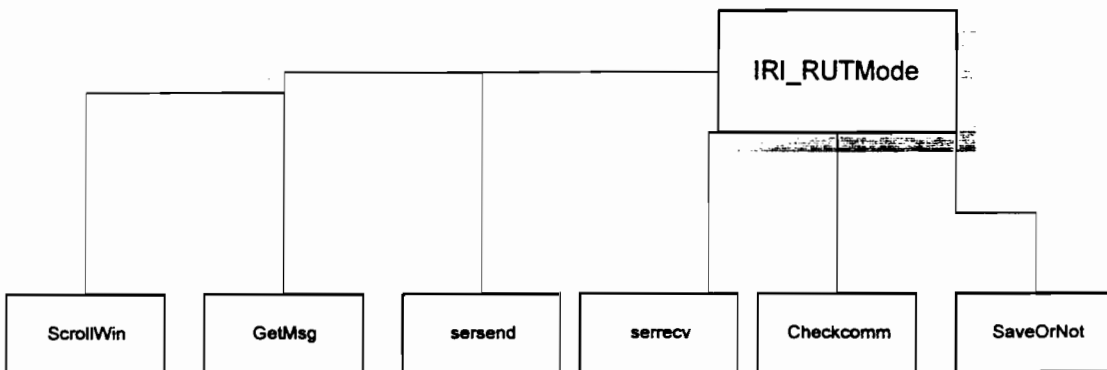 IRI_RUTMode
ScrollWin
GetMsg
sersend
serrecv
Checkcomm
SaveOrNot